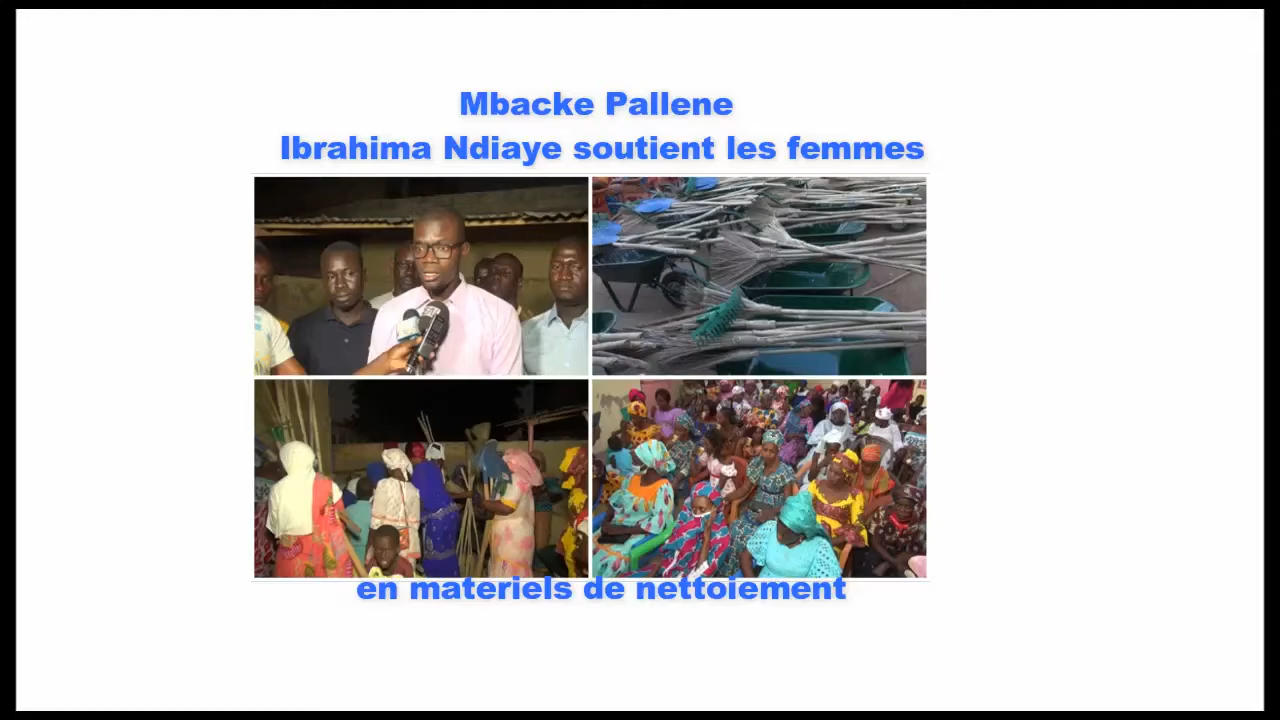 Mbacke Pallene
Ibrahima Ndiaye soutient les femmes
en materiels de nettoiement